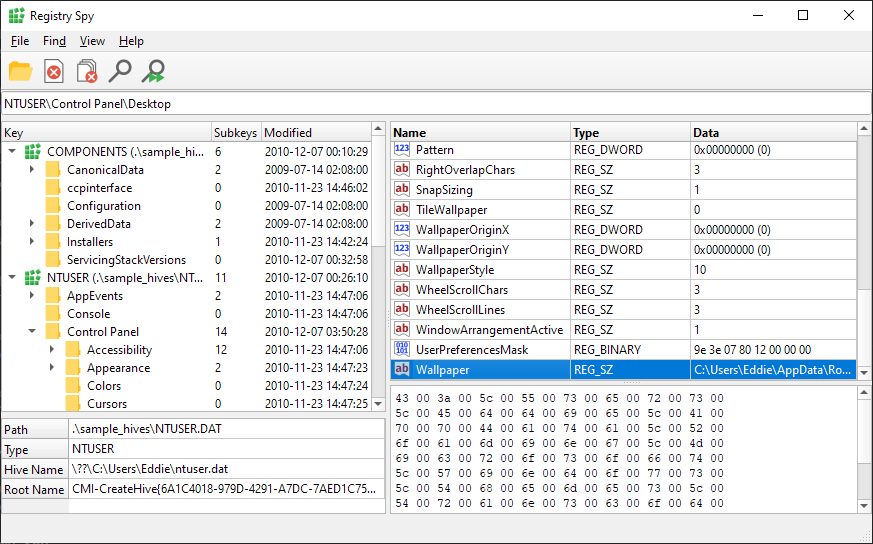 Registry Spy
File Find View Help
NTUSER\Control Panel\Desktop
Key Subkeys Modified
COMPONENTS (.\sample_hi... 6 2010-12-07 00:10:29
CanonicalData 2 2009-07-14 02:08:00
ccpinterface 0 2010-11-23 14:46:02
Configuration 0 2009-07-14 02:08:00
DerivedData 2 2009-07-14 02:08:00
Installers 1 2010-11-23 14:42:24
ServicingStackVersions 0 2010-12-07 00:32:58
NTUSER (.\sample_hives\NT... 11 2010-12-07 00:26:10
AppEvents 2 2010-11-23 14:47:06
Console 0 2010-11-23 14:47:06
Control Panel 14 2010-12-07 03:50:28
Accessibility 12 2010-11-23 14:47:06
Appearance 2 2010-11-23 14:47:23
Colors 0 2010-11-23 14:47:24
Cursors 0 2010-11-23 14:47:25
Name Type Data
Pattern REG_DWORD 0x00000000 (0)
RightOverlapChars REG_SZ 3
SnapSizing REG_SZ 1
TileWallpaper REG_SZ 0
WallpaperOriginX REG_DWORD 0x00000000 (0)
WallpaperOriginY REG_DWORD 0x00000000 (0)
WallpaperStyle REG_SZ 10
WheelScrollChars REG_SZ 3
WheelScrollLines REG_SZ 3
WindowArrangementActive REG_SZ 1
UserPreferencesMask REG_BINARY 9e 3e 07 80 12 00 00 00
Wallpaper REG_SZ C:\Users\Eddie\AppData\Ro...
Path .\sample_hives\NTUSER.DAT
Type NTUSER
Hive Name \??\C:\Users\Eddie\ntuser.dat
Root Name CMI-CreateHive{6A1C4018-979D-4291-A7DC-7AED1C75...
43 00 3a 00 5c 00 55 00 73 00 65 00 72 00 73 00
5c 00 45 00 64 00 64 00 69 00 65 00 5c 00 41 00
70 00 70 00 44 00 61 00 74 00 61 00 5c 00 52 00
6f 00 61 00 6d 00 69 00 6e 00 67 00 5c 00 4d 00
69 00 63 00 72 00 6f 00 73 00 6f 00 66 00 74 00
5c 00 57 00 69 00 6e 00 64 00 6f 00 77 00 73 00
5c 00 54 00 68 00 65 00 6d 00 65 00 73 00 5c 00
54 00 72 00 61 00 6e 00 73 00 63 00 6f 00 64 00